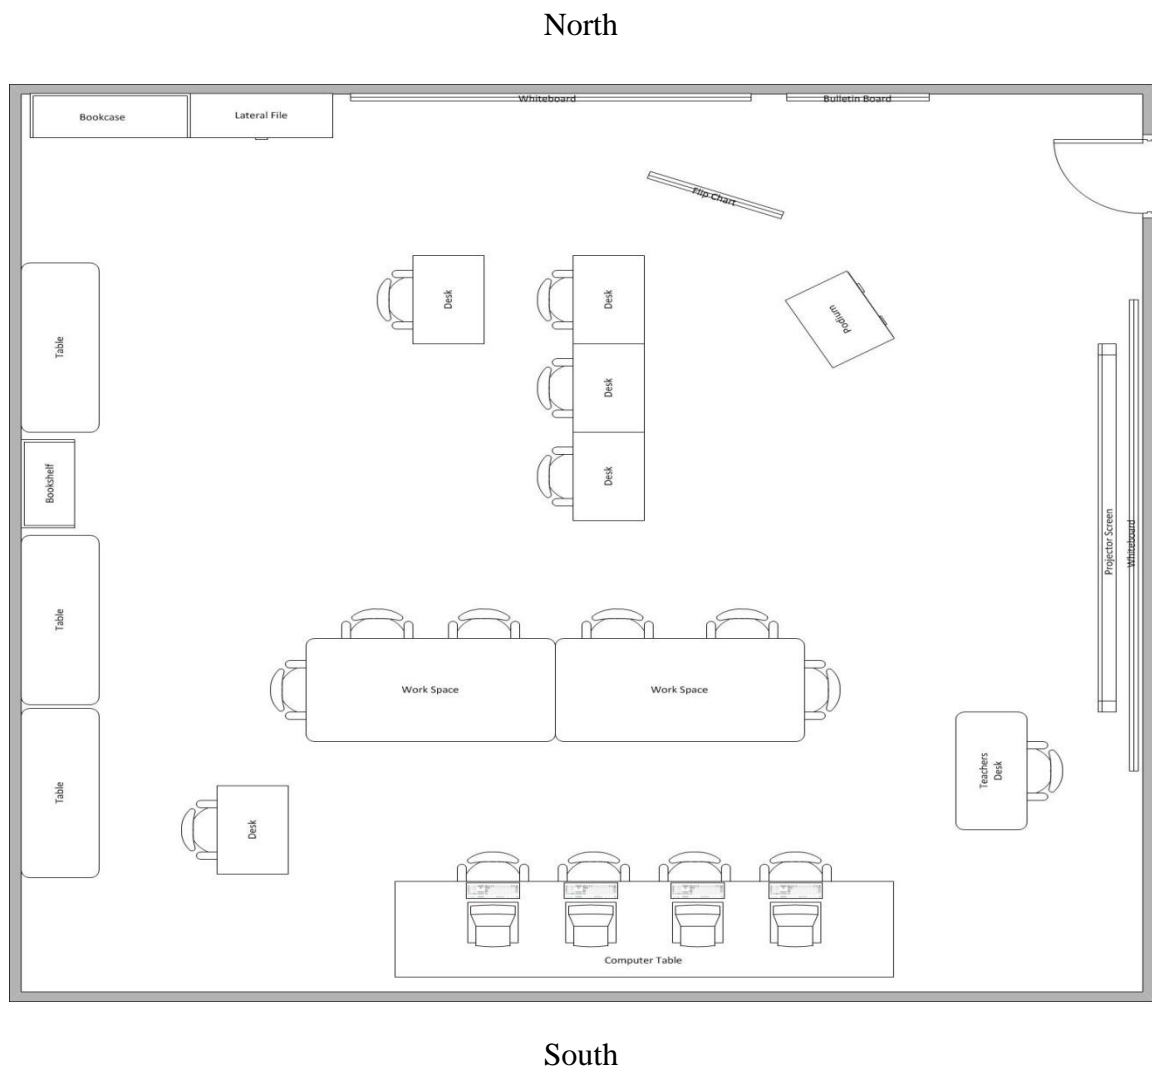 North
Whiteboard
Bulletin Board
Bookcase
Lateral File
Flip Chart
Desk
Desk
Podium
Table
Desk
Bookshelf
Desk
Projector Screen
Whiteboard
Table
Work Space
Work Space
Teachers
Desk
Table
Desk
Computer Table
South